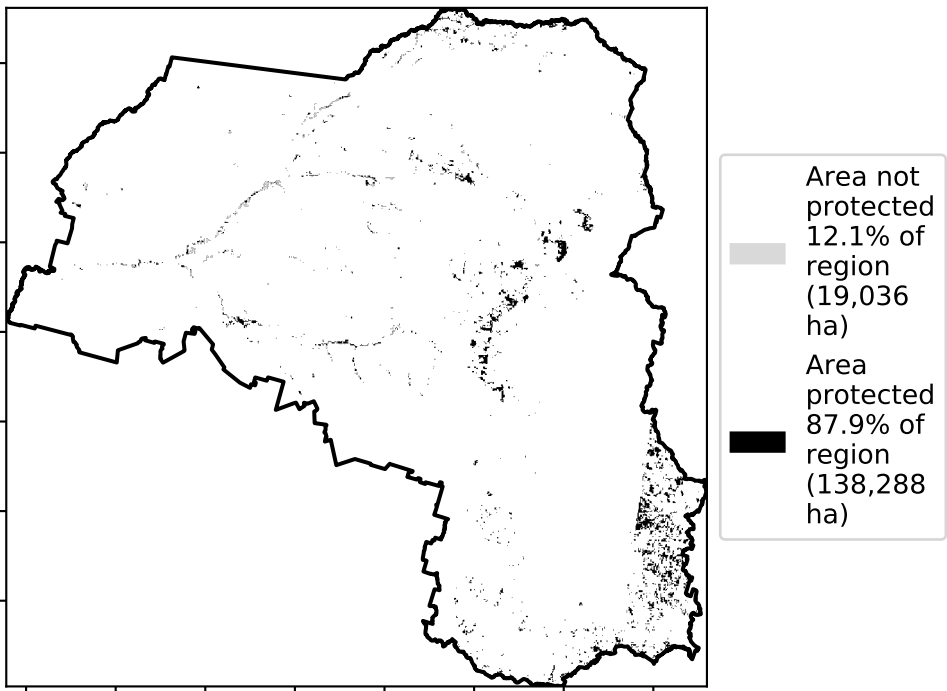 Area not
protected
12.1% of
region
(19,036
ha)
Area
protected
87.9% of
region
(138,288
ha)